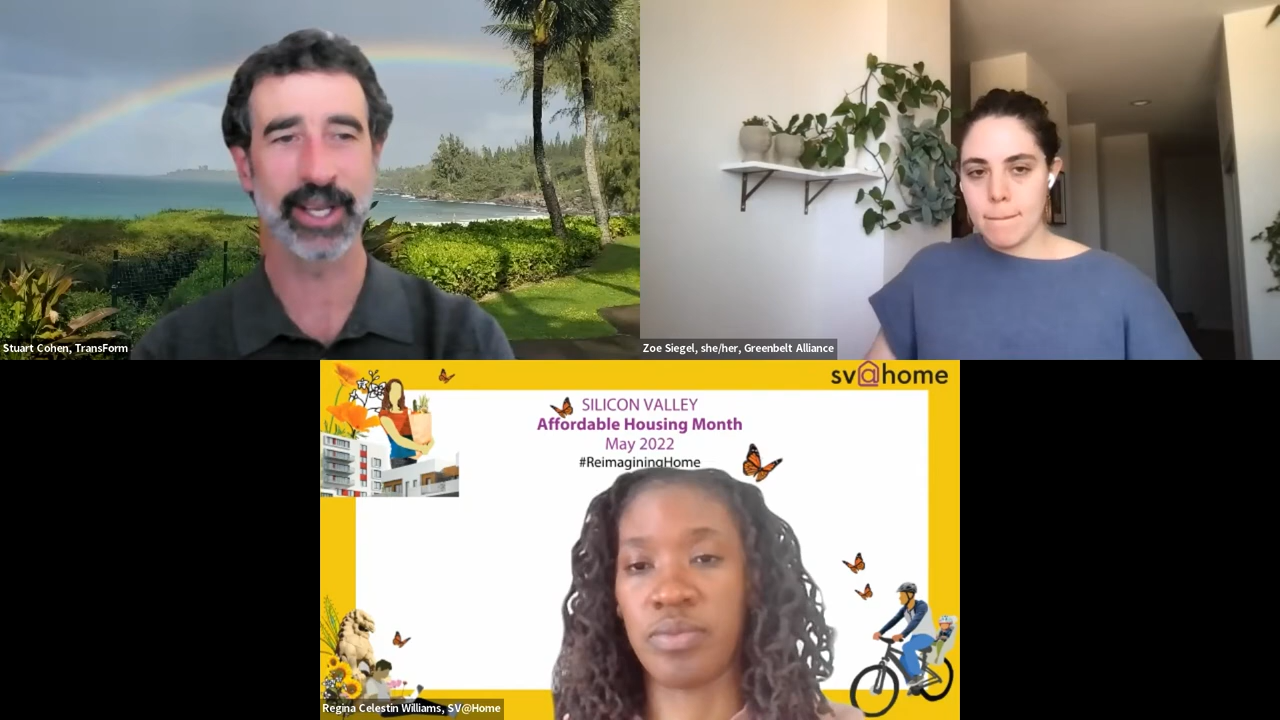 Stuart Cohen, TransForm
Zoe Siegel, she/her, Greenbelt Alliance
sv@home
SILICON VALLEY
Affordable Housing Month
May 2022
#ReimaginingHome
Regina Celestin Williams, SV@Home